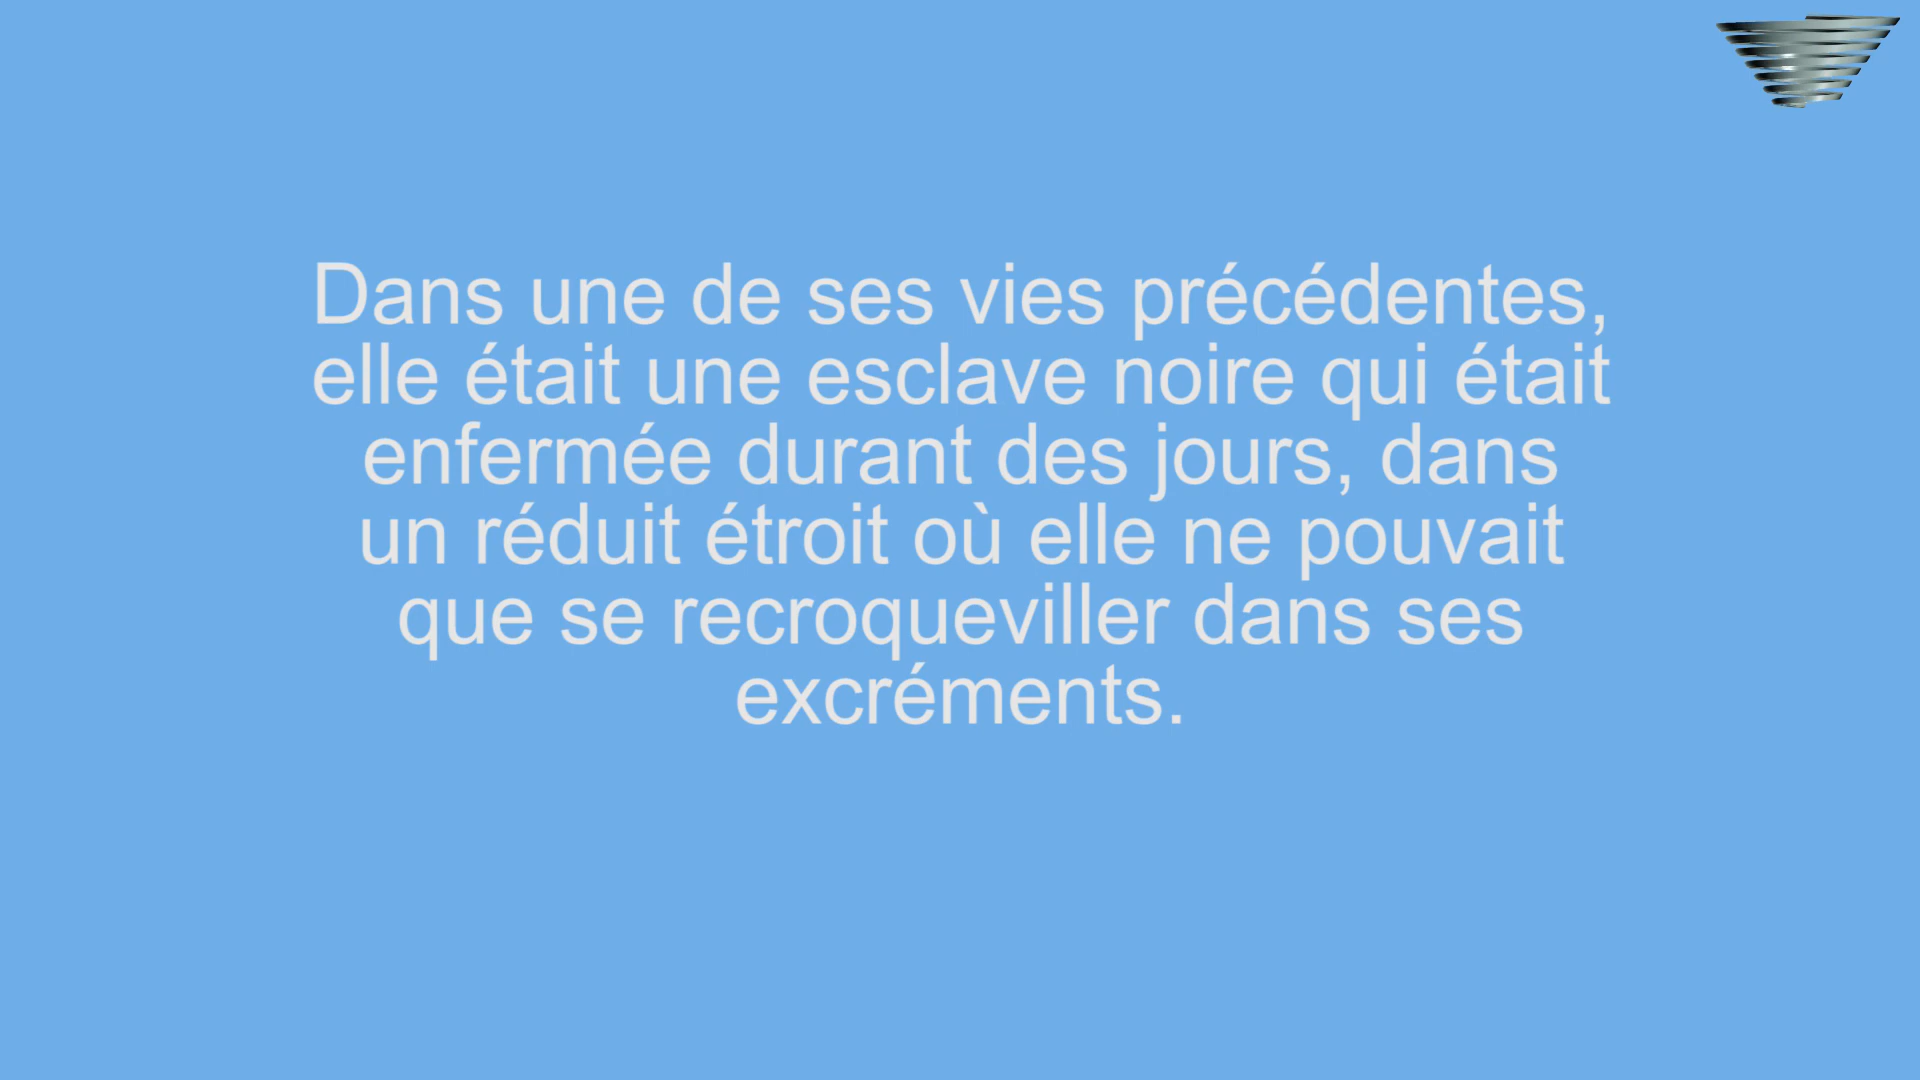 Dans une de ses vies précédentes,
elle était une esclave noire qui était
enfermée durant des jours, dans
un réduit étroit où elle ne pouvait
que se recroqueviller dans ses
excréments.